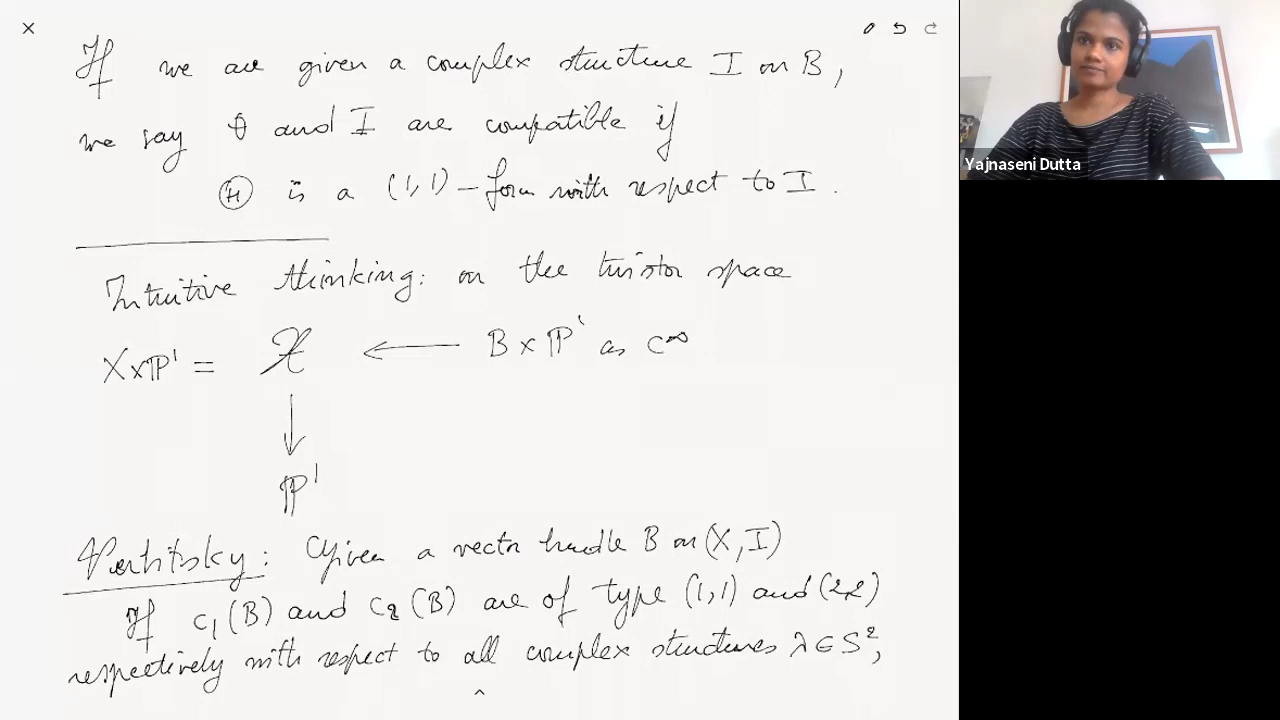 If we are given a complex structure I on B,
we say θ and I are compatible if
Ⓗ is a (1,1) – form with respect to I.
Intuitive thinking: on the twistor space
X×ℙ¹ = 𝒳 ← B×ℙ¹ as C∞
↓
ℙ¹
Verbitsky: Given a vector bundle B on (X, I)
If c₁(B) and c₂(B) are of type (1,1) and (2,2)
respectively with respect to all complex structures λ ∈ S²,
Yajnaseni Dutta